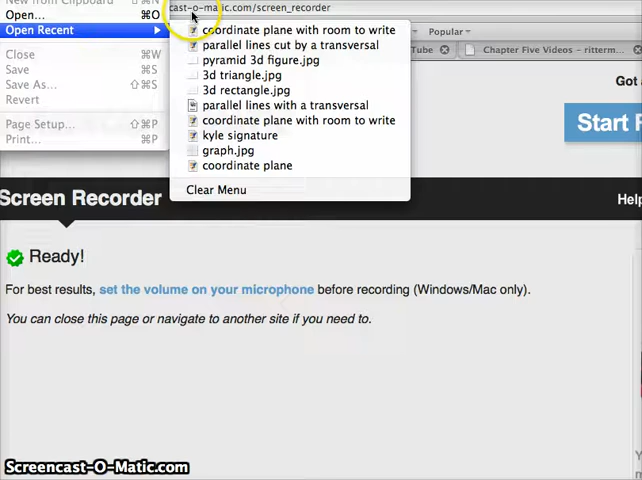 New from Clipboard ⌘N
cast-o-matic.com/screen_recorder
Open... ⌘O
Open Recent
coordinate plane with room to write
Popular
parallel lines cut by a transversal
Tube
Chapter Five Videos - ritterm
Close ⌘W
pyramid 3d figure.jpg
Save ⌘S
3d triangle.jpg
Got
Save As... ⇧⌘S
3d rectangle.jpg
Revert
parallel lines with a transversal
Page Setup... ⇧⌘P
coordinate plane with room to write
Start
Print... ⌘P
kyle signature
graph.jpg
coordinate plane
Clear Menu
Screen Recorder
Help
Ready!
For best results, set the volume on your microphone before recording (Windows/Mac only).
You can close this page or navigate to another site if you need to.
Screencast-O-Matic.com